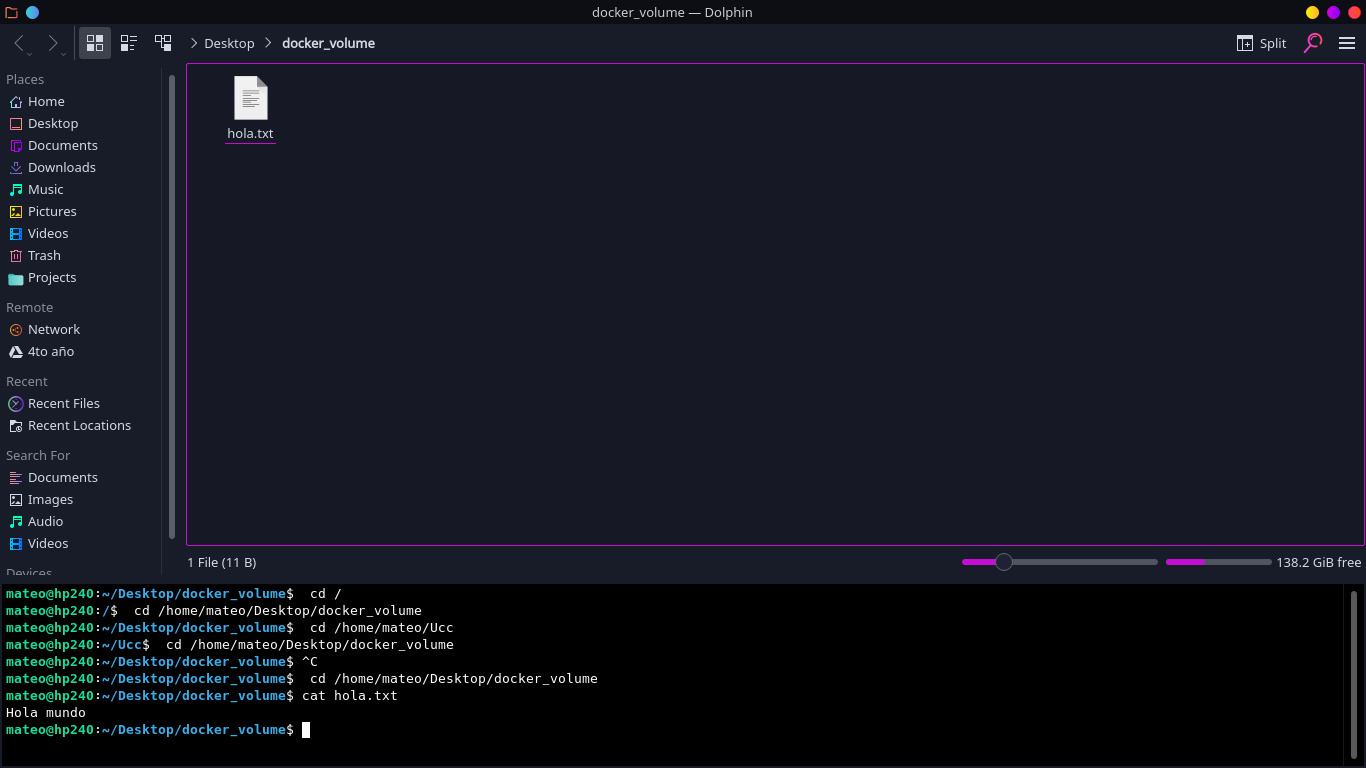 docker_volume — Dolphin
Desktop docker_volume Split
Places
Home
Desktop
Documents
Downloads
Music
Pictures
Videos
Trash
Projects
Remote
Network
4to año
Recent
Recent Files
Recent Locations
Search For
Documents
Images
Audio
Videos
Devices
hola.txt
1 File (11 B) 138.2 GiB free
mateo@hp240:~/Desktop/docker_volume$  cd /
mateo@hp240:/$  cd /home/mateo/Desktop/docker_volume
mateo@hp240:~/Desktop/docker_volume$  cd /home/mateo/Ucc
mateo@hp240:~/Ucc$  cd /home/mateo/Desktop/docker_volume
mateo@hp240:~/Desktop/docker_volume$ ^C
mateo@hp240:~/Desktop/docker_volume$  cd /home/mateo/Desktop/docker_volume
mateo@hp240:~/Desktop/docker_volume$ cat hola.txt
Hola mundo
mateo@hp240:~/Desktop/docker_volume$